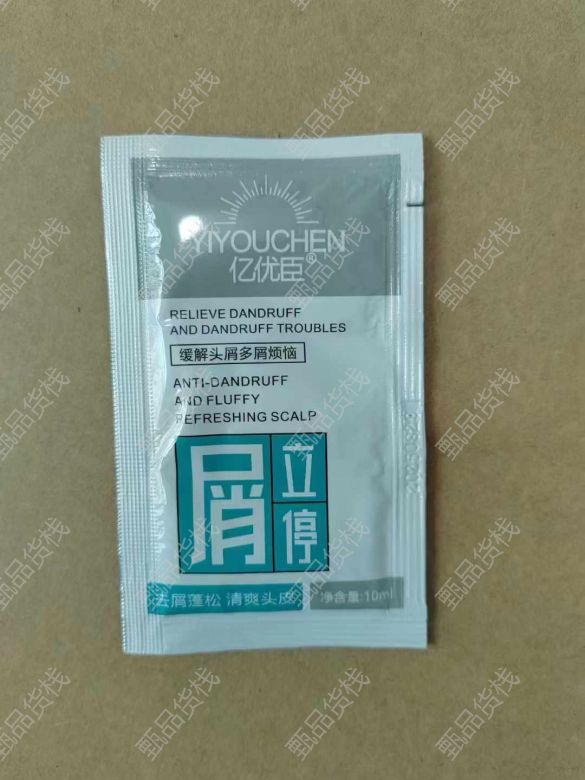 YIYOUCHEN
亿优臣®
RELIEVE DANDRUFF
AND DANDRUFF TROUBLES
缓解头屑多屑烦恼
ANTI-DANDRUFF
AND FLUFFY
REFRESHING SCALP
屑立停
去屑蓬松 清爽头皮
净含量:10ml
甄品货栈